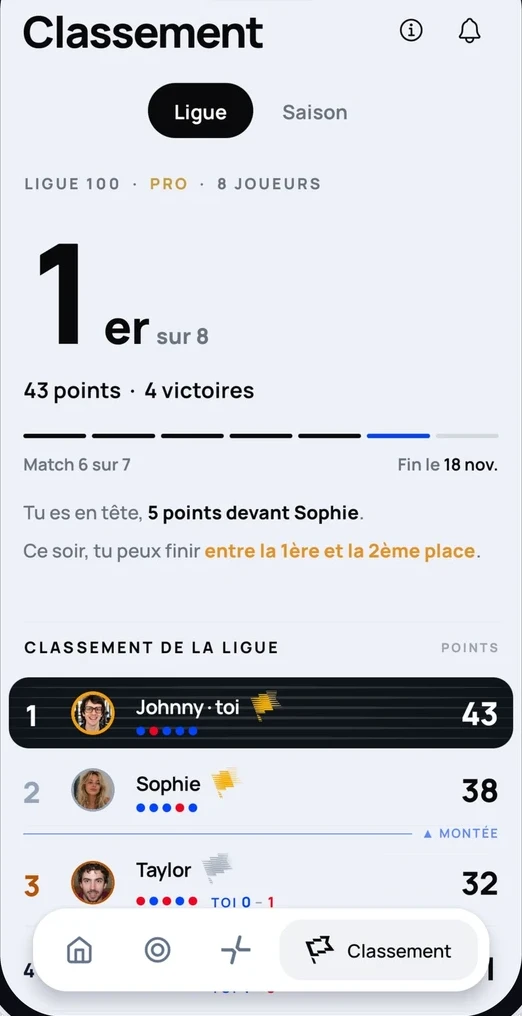 Classement
Ligue
Saison
LIGUE 100 · PRO · 8 JOUEURS
1er sur 8
43 points · 4 victoires
Match 6 sur 7
Fin le 18 nov.
Tu es en tête, 5 points devant Sophie.
Ce soir, tu peux finir entre la 1ère et la 2ème place.
CLASSEMENT DE LA LIGUE
POINTS
1 Johnny · toi 43
2 Sophie 38
▲ MONTÉE
3 Taylor 32
TOI 0 – 1
4
Classement